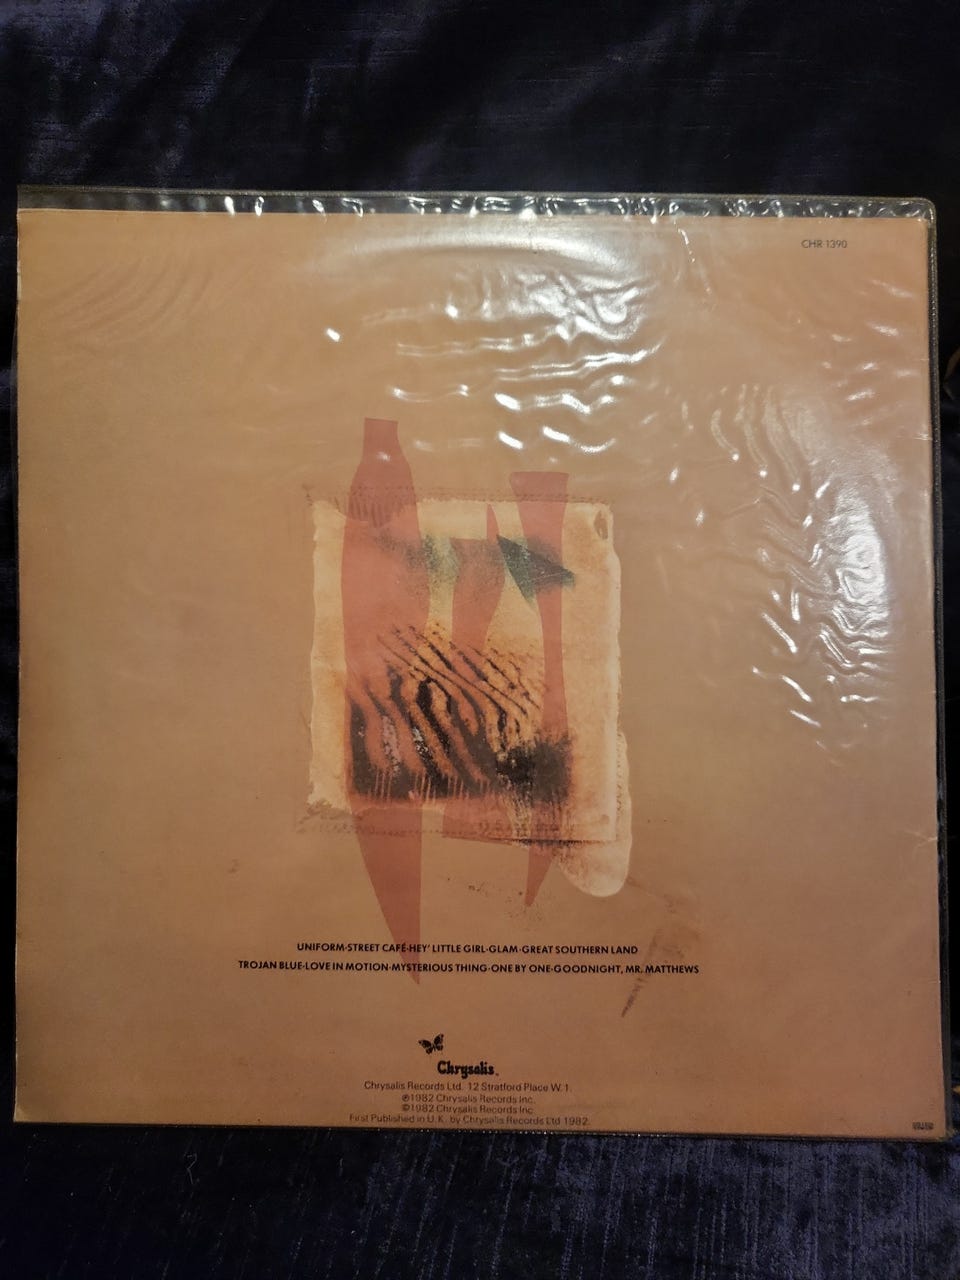 CHR 1390
UNIFORM·STREET CAFÉ·HEY' LITTLE GIRL·GLAM·GREAT SOUTHERN LAND
TROJAN BLUE·LOVE IN MOTION·MYSTERIOUS THING·ONE BY ONE·GOODNIGHT, MR. MATTHEWS
Chrysalis
Chrysalis Records Ltd. 12 Stratford Place W.1.
℗1982 Chrysalis Records Inc.
©1982 Chrysalis Records Inc.
First Published in U.K. by Chrysalis Records Ltd 1982.